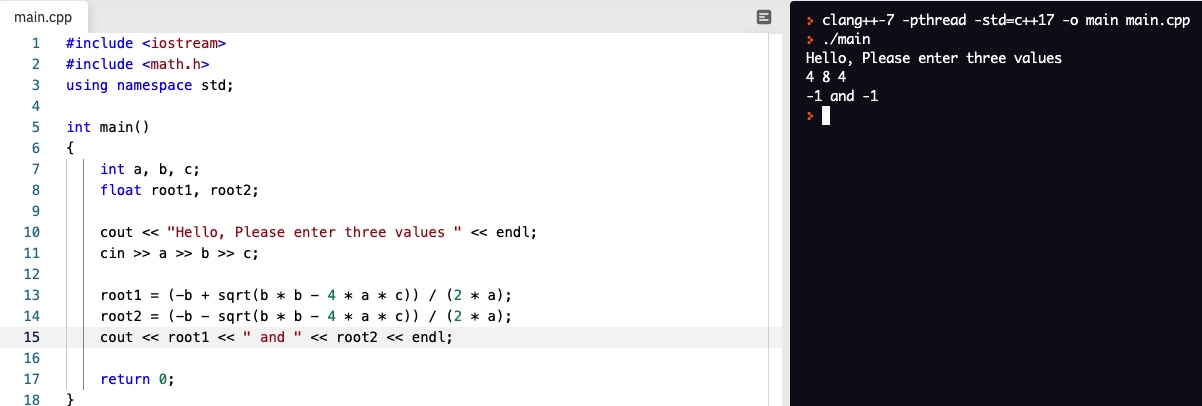 main.cpp
1 #include <iostream>
2 #include <math.h>
3 using namespace std;
4
5 int main()
6 {
7 int a, b, c;
8 float root1, root2;
9
10 cout << "Hello, Please enter three values " << endl;
11 cin >> a >> b >> c;
12
13 root1 = (-b + sqrt(b * b - 4 * a * c)) / (2 * a);
14 root2 = (-b - sqrt(b * b - 4 * a * c)) / (2 * a);
15 cout << root1 << " and " << root2 << endl;
16
17 return 0;
18 }
> clang++-7 -pthread -std=c++17 -o main main.cpp
> ./main
Hello, Please enter three values
4 8 4
-1 and -1
>